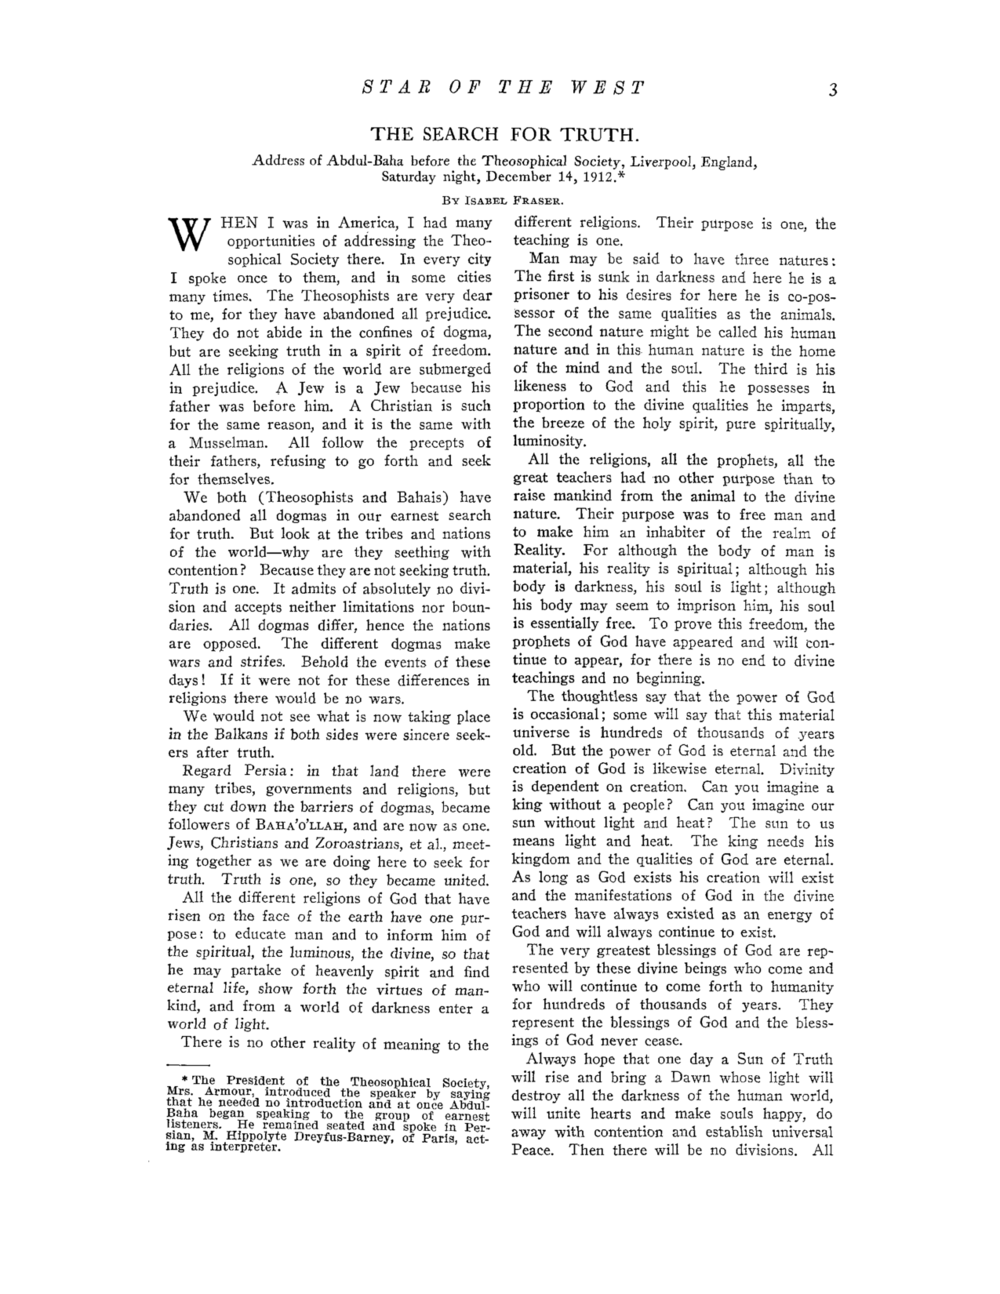 STAR OF THE WEST 3
THE SEARCH FOR TRUTH.
Address of Abdul-Baha before the Theosophical Society, Liverpool, England,
Saturday night, December 14, 1912.*
BY ISABEL FRASER.
WHEN I was in America, I had many
opportunities of addressing the Theo-
sophical Society there. In every city
I spoke once to them, and in some cities
many times. The Theosophists are very dear
to me, for they have abandoned all prejudice.
They do not abide in the confines of dogma,
but are seeking truth in a spirit of freedom.
All the religions of the world are submerged
in prejudice. A Jew is a Jew because his
father was before him. A Christian is such
for the same reason, and it is the same with
a Musselman. All follow the precepts of
their fathers, refusing to go forth and seek
for themselves.
We both (Theosophists and Bahais) have
abandoned all dogmas in our earnest search
for truth. But look at the tribes and nations
of the world—why are they seething with
contention? Because they are not seeking truth.
Truth is one. It admits of absolutely no divi-
sion and accepts neither limitations nor boun-
daries. All dogmas differ, hence the nations
are opposed. The different dogmas make
wars and strifes. Behold the events of these
days! If it were not for these differences in
religions there would be no wars.
We would not see what is now taking place
in the Balkans if both sides were sincere seek-
ers after truth.
Regard Persia: in that land there were
many tribes, governments and religions, but
they cut down the barriers of dogmas, became
followers of BAHA'O'LLAH, and are now as one.
Jews, Christians and Zoroastrians, et al., meet-
ing together as we are doing here to seek for
truth. Truth is one, so they became united.
All the different religions of God that have
risen on the face of the earth have one pur-
pose: to educate man and to inform him of
the spiritual, the luminous, the divine, so that
he may partake of heavenly spirit and find
eternal life, show forth the virtues of man-
kind, and from a world of darkness enter a
world of light.
There is no other reality of meaning to the
* The President of the Theosophical Society,
Mrs. Armour, introduced the speaker by saying
that he needed no introduction and at once Abdul-
Baha began speaking to the group of earnest
listeners. He remained seated and spoke in Per-
sian, M. Hippolyte Dreyfus-Barney, of Paris, act-
ing as interpreter.
different religions. Their purpose is one, the
teaching is one.
Man may be said to have three natures:
The first is sunk in darkness and here he is a
prisoner to his desires for here he is co-pos-
sessor of the same qualities as the animals.
The second nature might be called his human
nature and in this human nature is the home
of the mind and the soul. The third is his
likeness to God and this he possesses in
proportion to the divine qualities he imparts,
the breeze of the holy spirit, pure spiritually,
luminosity.
All the religions, all the prophets, all the
great teachers had no other purpose than to
raise mankind from the animal to the divine
nature. Their purpose was to free man and
to make him an inhabiter of the realm of
Reality. For although the body of man is
material, his reality is spiritual; although his
body is darkness, his soul is light; although
his body may seem to imprison him, his soul
is essentially free. To prove this freedom, the
prophets of God have appeared and will con-
tinue to appear, for there is no end to divine
teachings and no beginning.
The thoughtless say that the power of God
is occasional; some will say that this material
universe is hundreds of thousands of years
old. But the power of God is eternal and the
creation of God is likewise eternal. Divinity
is dependent on creation. Can you imagine a
king without a people? Can you imagine our
sun without light and heat? The sun to us
means light and heat. The king needs his
kingdom and the qualities of God are eternal.
As long as God exists his creation will exist
and the manifestations of God in the divine
teachers have always existed as an energy of
God and will always continue to exist.
The very greatest blessings of God are rep-
resented by these divine beings who come and
who will continue to come forth to humanity
for hundreds of thousands of years. They
represent the blessings of God and the bless-
ings of God never cease.
Always hope that one day a Sun of Truth
will rise and bring a Dawn whose light will
destroy all the darkness of the human world,
will unite hearts and make souls happy, do
away with contention and establish universal
Peace. Then there will be no divisions. All